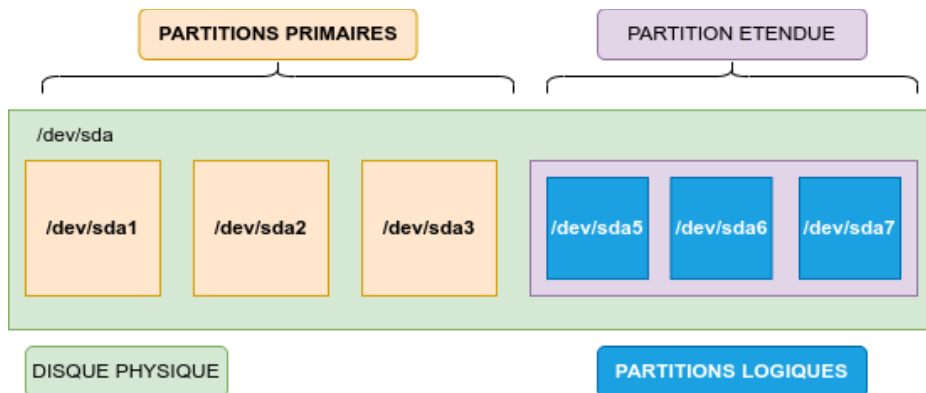 PARTITIONS PRIMAIRES
PARTITION ETENDUE
/dev/sda
/dev/sda1
/dev/sda2
/dev/sda3
/dev/sda5
/dev/sda6
/dev/sda7
DISQUE PHYSIQUE
PARTITIONS LOGIQUES